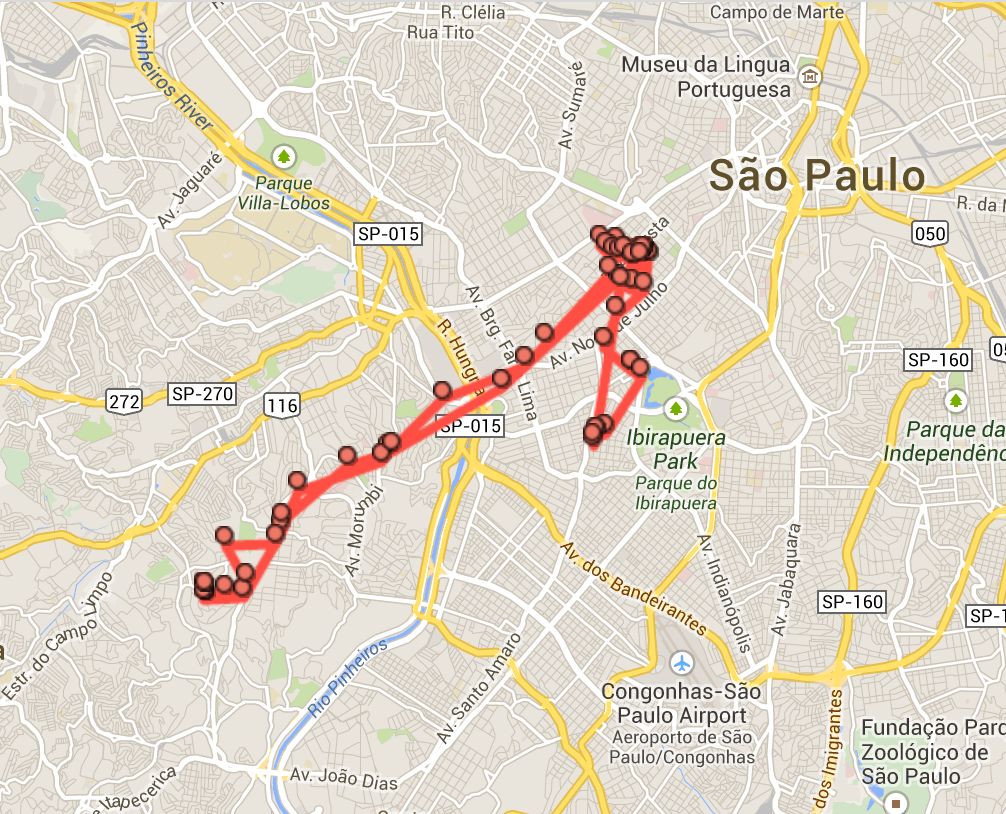 R. Clélia
Campo de Marte
Rua Tito
Pinheiros River
Museu da Lingua
Portuguesa
Av. Sumaré
Av. Jaguaré
Parque
Villa-Lobos
São Paulo
SP-015
050
R. da
Av. Brg. Fa
Lima
R. Hungr
Av. No
de Julho
SP-160
272
SP-270
116
SP-015
Ibirapuera
Park
Parque do
Ibirapuera
Parque da
Independênc
Av. Morumbi
Av. dos Bandeirantes
Av. Indianópolis
Av. Jabaquara
Estr. do Campo Limpo
SP-160
SP-1
Rio Pinheiros
Av. Santo Amaro
Congonhas-São
Paulo Airport
Aeroporto de São
Paulo/Congonhas
dos Imigrantes
Fundação Parq
Zoológico de
São Paulo
Av. João Dias
Itapecerica